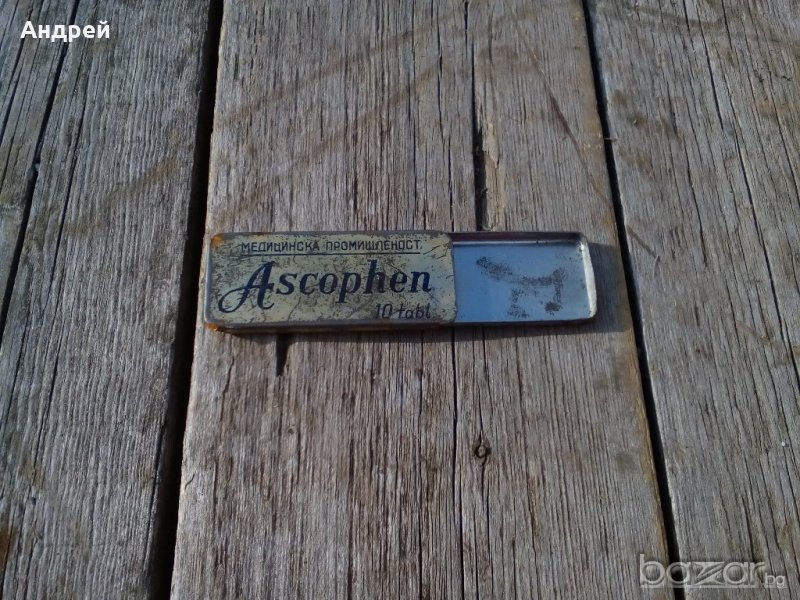 Андрей
МЕДИЦИНСКА ПРОМИШЛЕНОСТ
Ascophen
10 tabl.
bazar.bg